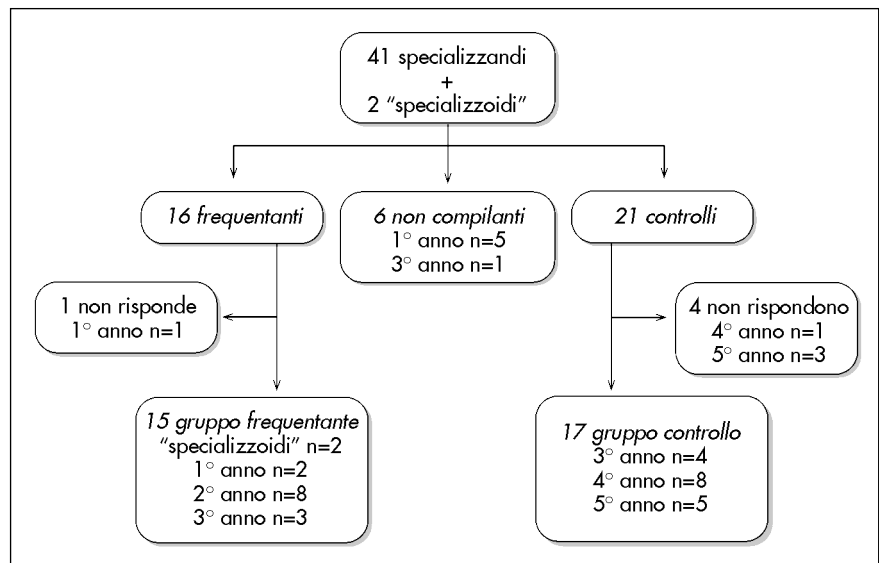 41 specializzandi
+
2 “specializzoidi”
16 frequentanti
6 non compilanti
1° anno n=5
3° anno n=1
21 controlli
1 non risponde
1° anno n=1
4 non rispondono
4° anno n=1
5° anno n=3
15 gruppo frequentante
“specializzoidi” n=2
1° anno n=2
2° anno n=8
3° anno n=3
17 gruppo controllo
3° anno n=4
4° anno n=8
5° anno n=5